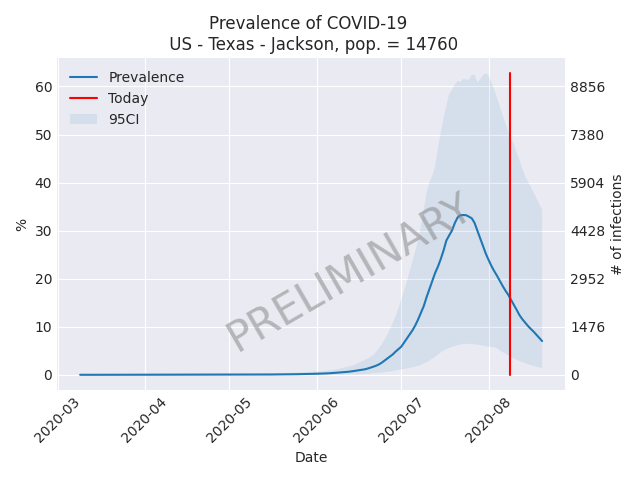 Prevalence of COVID-19
US - Texas - Jackson, pop. = 14760
Prevalence
Today
95CI
60
50
40
30
20
10
0
%
8856
7380
5904
4428
2952
1476
0
# of infections
PRELIMINARY
2020-03
2020-04
2020-05
2020-06
2020-07
2020-08
Date